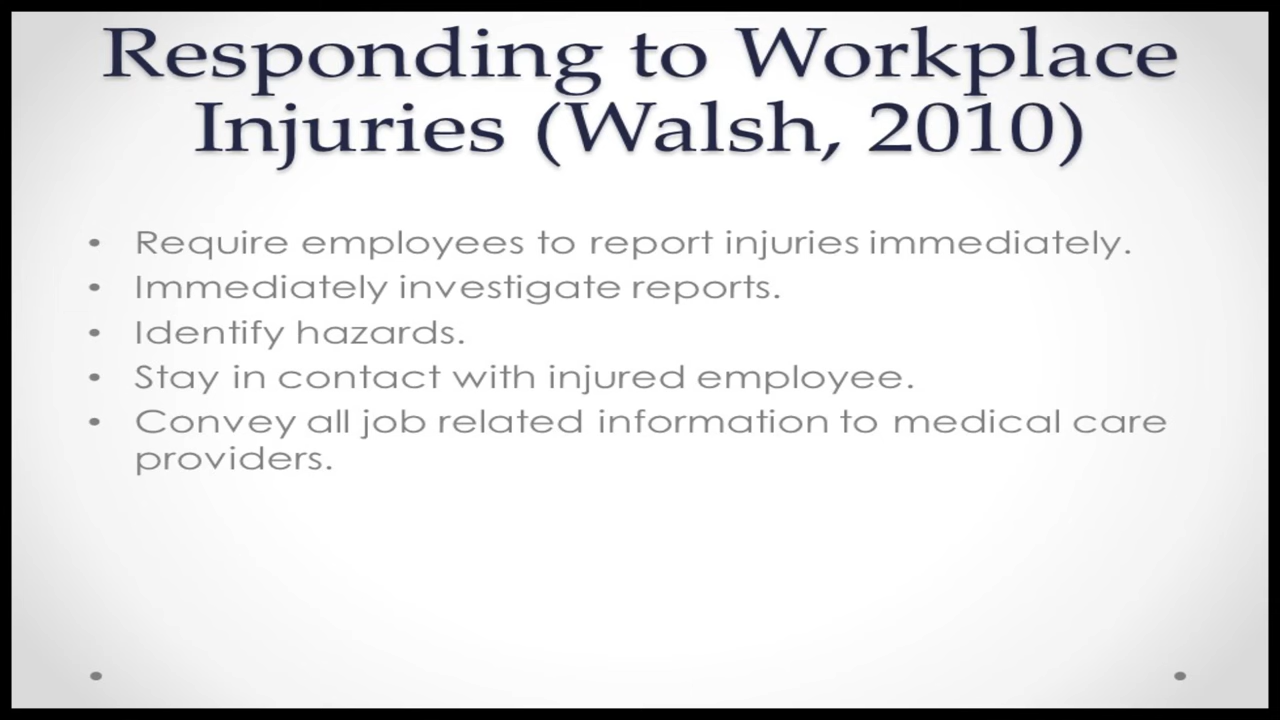 Responding to Workplace
Injuries (Walsh, 2010)
• Require employees to report injuries immediately.
• Immediately investigate reports.
• Identify hazards.
• Stay in contact with injured employee.
• Convey all job related information to medical care
providers.